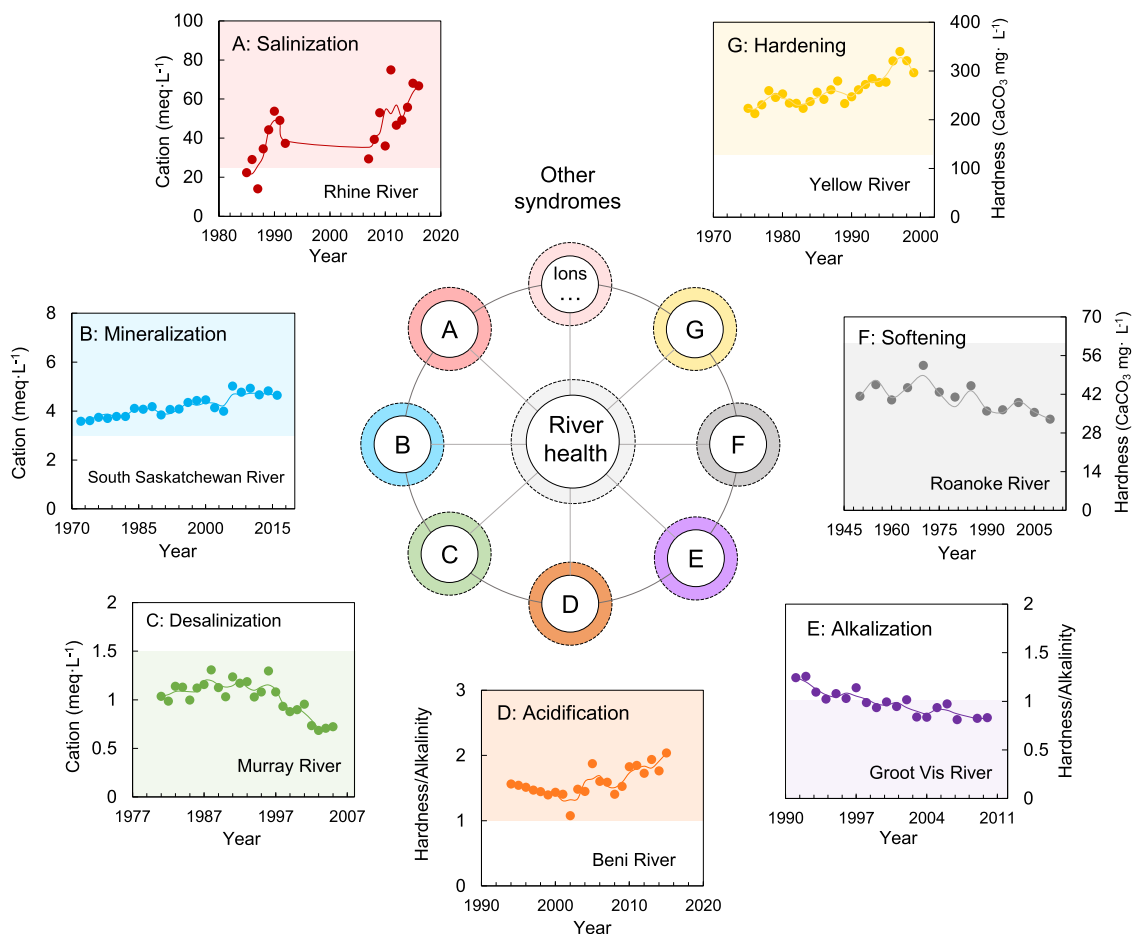 A: Salinization
Cation (meq·L⁻¹)
100
80
60
40
20
0
Rhine River
1980
1990
2000
2010
2020
Year
G: Hardening
400
300
200
100
0
Hardness (CaCO₃ mg· L⁻¹)
Yellow River
1970
1980
1990
2000
Year
Other
syndromes
Ions
...
A
G
B
River
health
F
C
E
D
B: Mineralization
Cation (meq·L⁻¹)
8
6
4
2
0
South Saskatchewan River
1970
1985
2000
2015
Year
F: Softening
70
56
42
28
14
0
Hardness (CaCO₃ mg· L⁻¹)
Roanoke River
1945
1960
1975
1990
2005
Year
C: Desalinization
Cation (meq·L⁻¹)
2
1.5
1
0.5
0
Murray River
1977
1987
1997
2007
Year
D: Acidification
Hardness/Alkalinity
3
2
1
0
Beni River
1990
2000
2010
2020
Year
E: Alkalization
2
1.5
1
0.5
0
Hardness/Alkalinity
Groot Vis River
1990
1997
2004
2011
Year